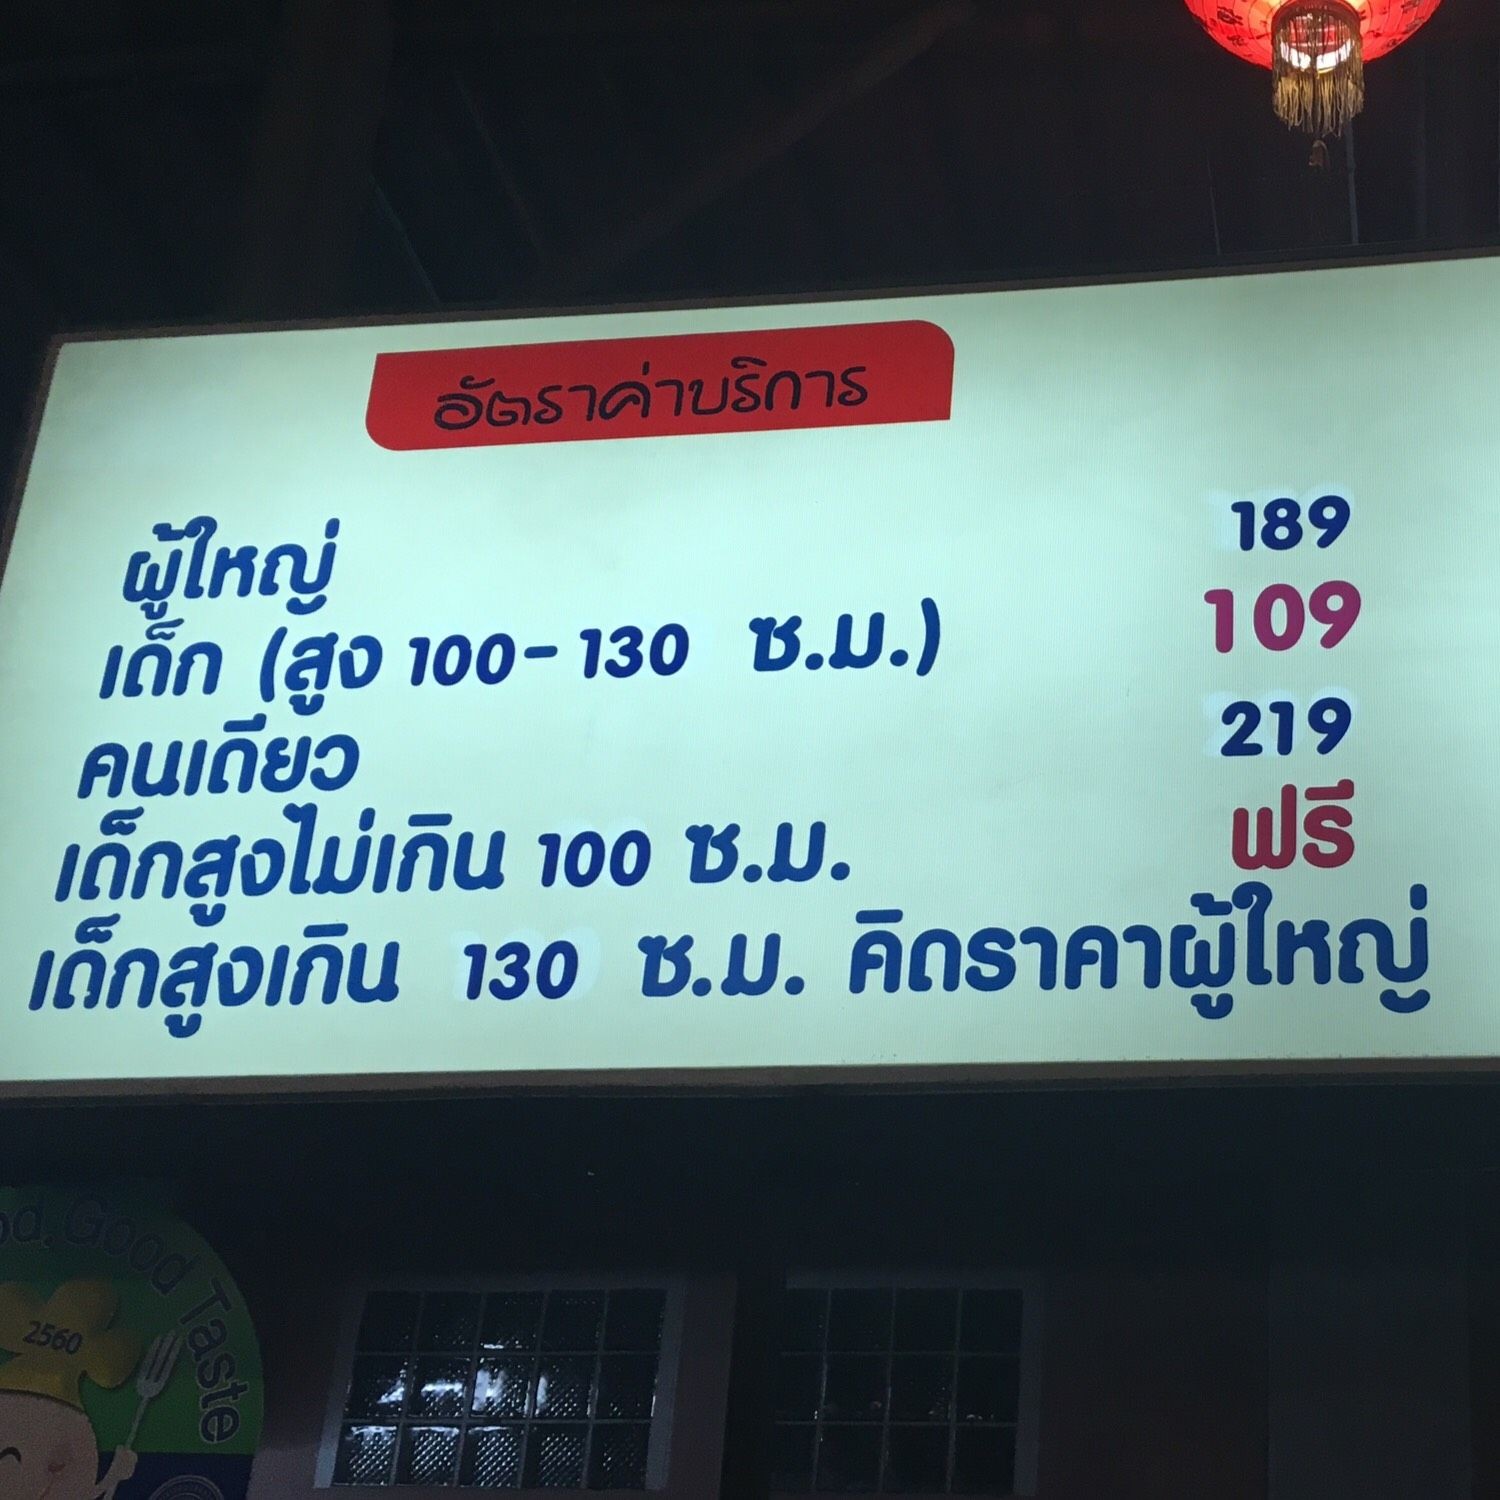 อัตราค่าบริการ
ผู้ใหญ่ 189
เด็ก (สูง 100-130 ซ.ม.) 109
คนเดียว 219
เด็กสูงไม่เกิน 100 ซ.ม. ฟรี
เด็กสูงเกิน 130 ซ.ม. คิดราคาผู้ใหญ่
Good Taste
2560